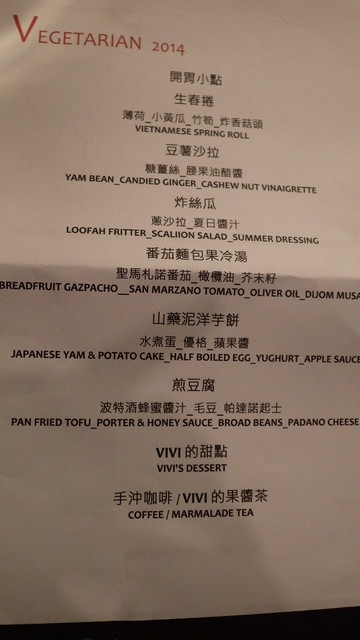 VEGETARIAN 2014
開胃小點
生春捲
薄荷_小黃瓜_竹筍_炸香菇頭
VIETNAMESE SPRING ROLL
豆薯沙拉
糖薑絲_腰果油醋醬
YAM BEAN_CANDIED GINGER_CASHEW NUT VINAIGRETTE
炸絲瓜
蔥沙拉_夏日醬汁
LOOFAH FRITTER_SCALIION SALAD_SUMMER DRESSING
番茄麵包果冷湯
聖馬札諾番茄_橄欖油_芥末籽
BREADFRUIT GAZPACHO__SAN MARZANO TOMATO_OLIVER OIL_DIJOM MUSA
山藥泥洋芋餅
水煮蛋_優格_蘋果醬
JAPANESE YAM & POTATO CAKE_HALF BOILED EGG_YUGHURT_APPLE SAUCE
煎豆腐
波特酒蜂蜜醬汁_毛豆_帕達諾起士
PAN FRIED TOFU_PORTER & HONEY SAUCE_BROAD BEANS_PADANO CHEESE
VIVI 的甜點
VIVI'S DESSERT
手沖咖啡 / VIVI 的果醬茶
COFFEE / MARMALADE TEA